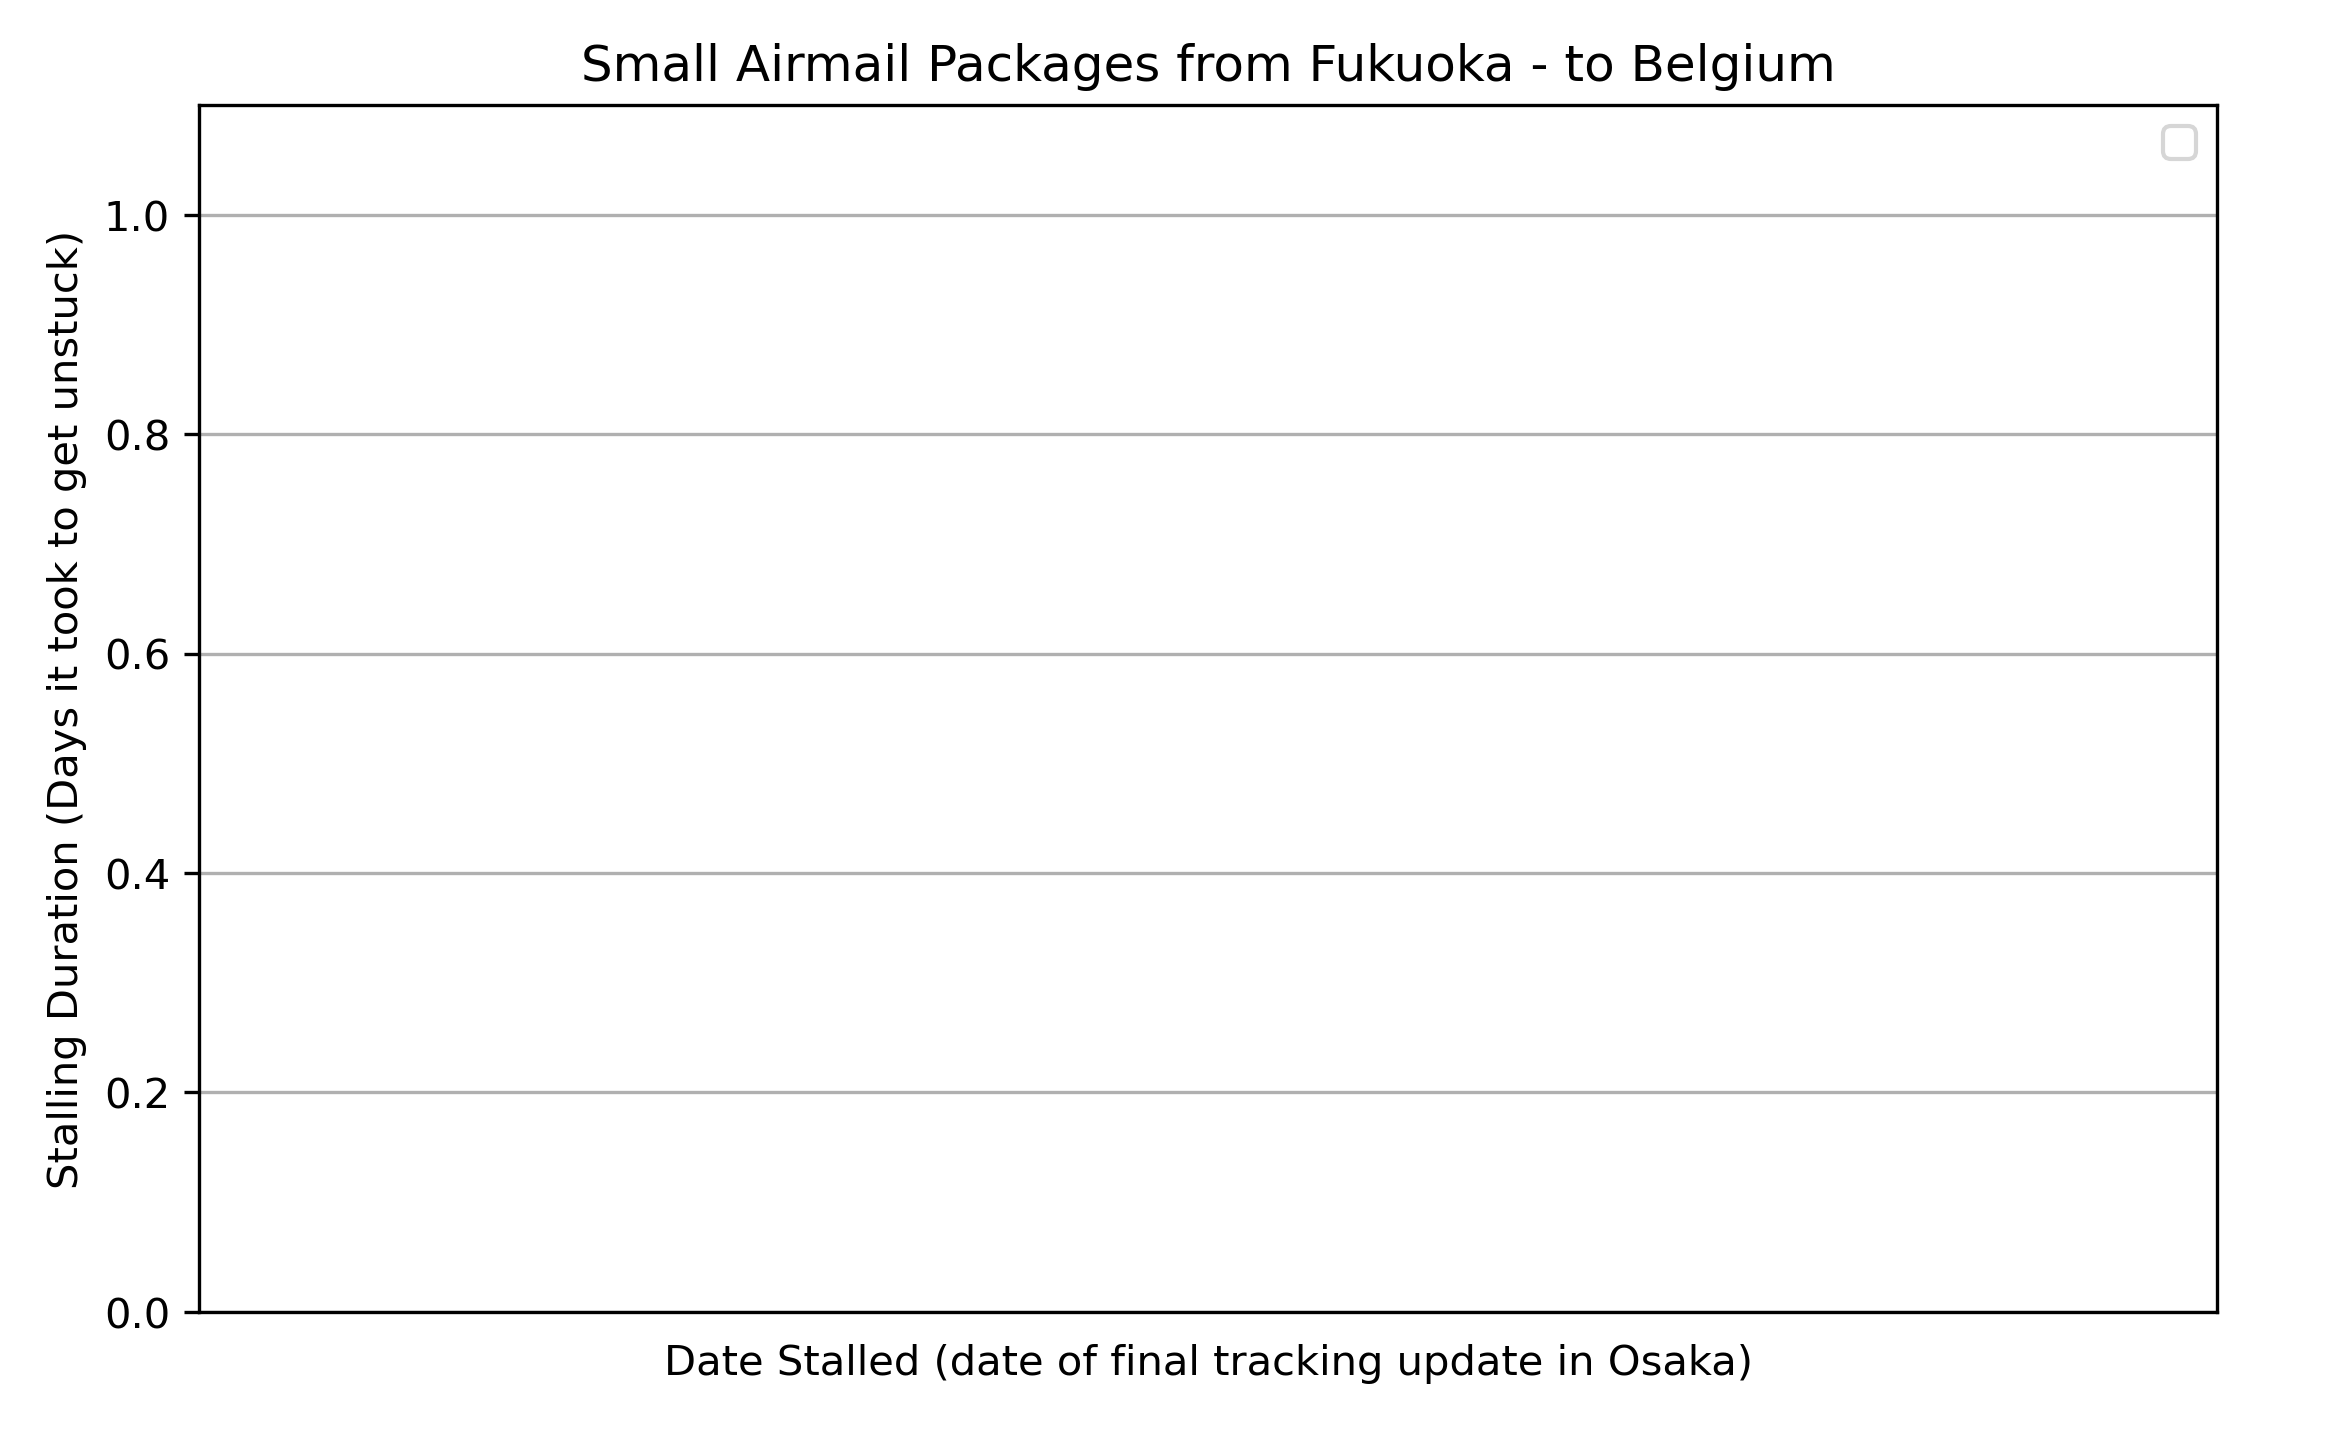 Small Airmail Packages from Fukuoka - to Belgium
Stalling Duration (Days it took to get unstuck)
1.0
0.8
0.6
0.4
0.2
0.0
Date Stalled (date of final tracking update in Osaka)